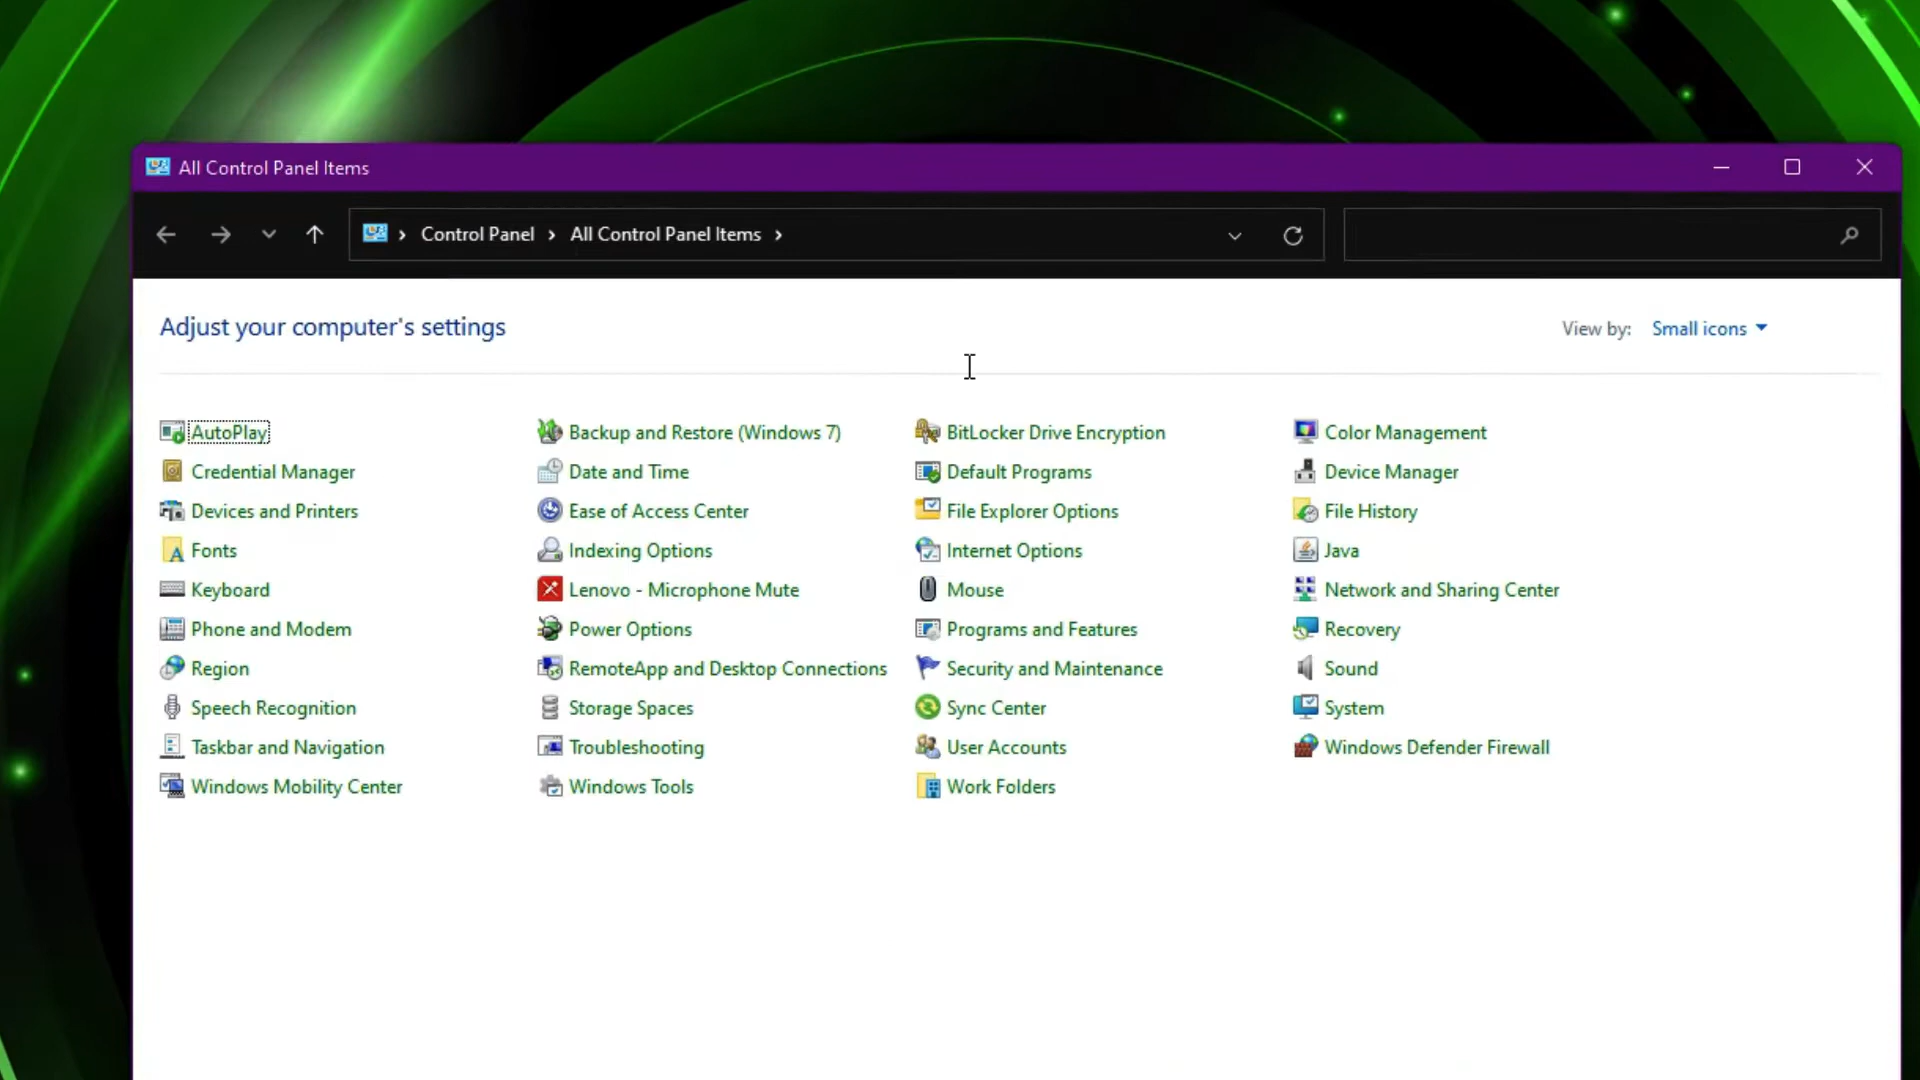 All Control Panel Items
Control Panel › All Control Panel Items ›
Adjust your computer's settings
View by: Small icons
AutoPlay Backup and Restore (Windows 7) BitLocker Drive Encryption Color Management
Credential Manager Date and Time Default Programs Device Manager
Devices and Printers Ease of Access Center File Explorer Options File History
Fonts Indexing Options Internet Options Java
Keyboard Lenovo - Microphone Mute Mouse Network and Sharing Center
Phone and Modem Power Options Programs and Features Recovery
Region RemoteApp and Desktop Connections Security and Maintenance Sound
Speech Recognition Storage Spaces Sync Center System
Taskbar and Navigation Troubleshooting User Accounts Windows Defender Firewall
Windows Mobility Center Windows Tools Work Folders